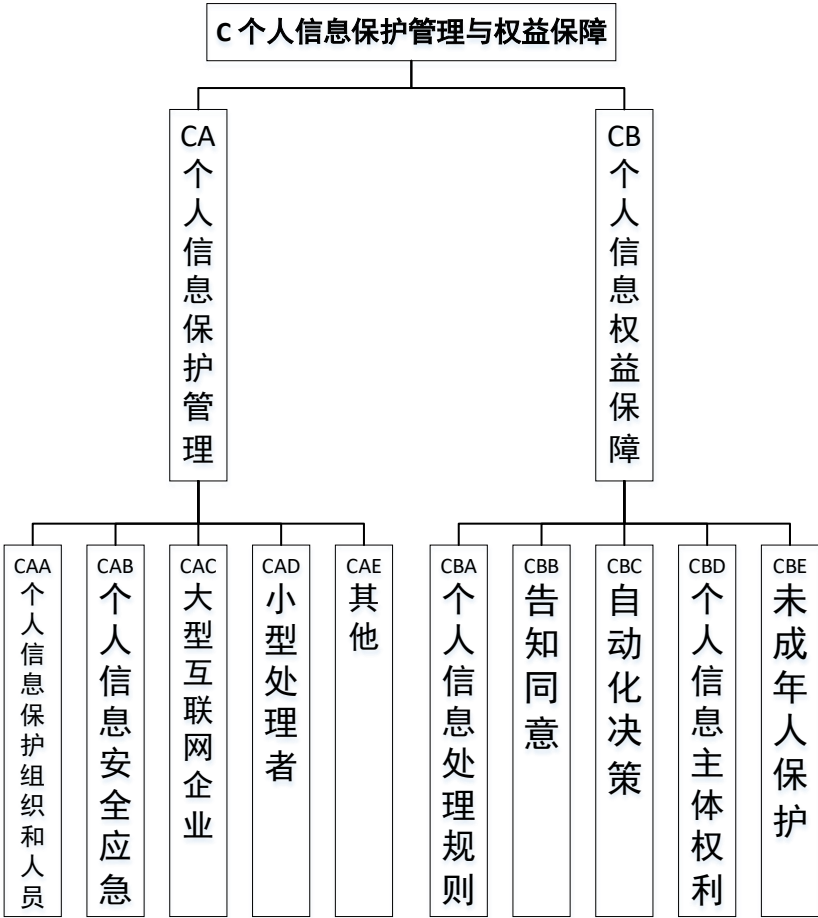 C 个人信息保护管理与权益保障
CA
个人信息保护管理
CB
个人信息权益保障
CAA
个人信息保护组织和人员
CAB
个人信息安全应急
CAC
大型互联网企业
CAD
小型处理者
CAE
其他
CBA
个人信息处理规则
CBB
告知同意
CBC
自动化决策
CBD
个人信息主体权利
CBE
未成年人保护